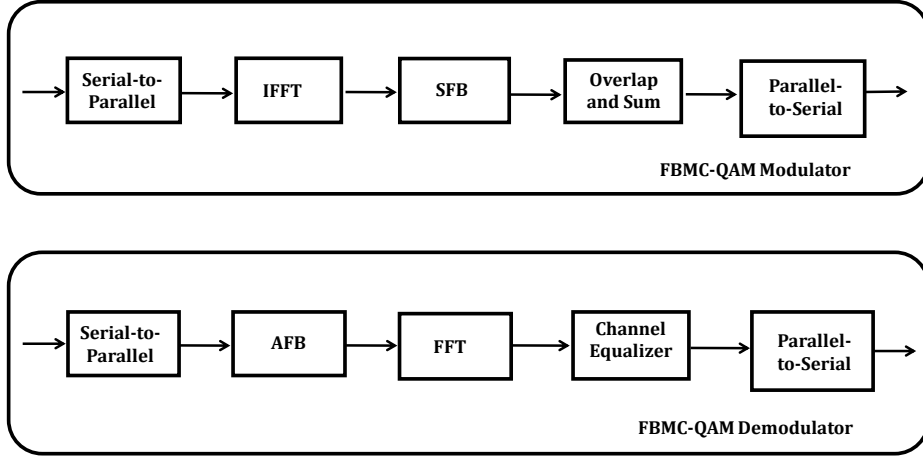 Serial-to-
Parallel
IFFT
SFB
Overlap
and Sum
Parallel-
to-Serial
FBMC-QAM Modulator
Serial-to-
Parallel
AFB
FFT
Channel
Equalizer
Parallel-
to-Serial
FBMC-QAM Demodulator